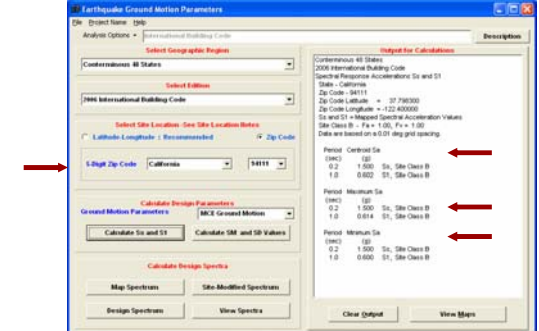 Earthquake Ground Motion Parameters
File Project Name Help
Analysis Options International Building Code Description
Select Geographic Region
Conterminous 48 States
Select Edition
2006 International Building Code
Select Site Location -See Site Location Notes
Latitude-Longitude : Recommended Zip Code
5-Digit Zip Code California 94111
Calculate Design Parameters
Ground Motion Parameters MCE Ground Motion
Calculate Ss and S1 Calculate SM and SD Values
Calculate Design Spectra
Map Spectrum Site-Modified Spectrum
Design Spectrum View Spectra
Output for Calculations
Conterminous 48 States
2006 International Building Code
Spectral Response Accelerations Ss and S1
State - California
Zip Code - 94111
Zip Code Latitude = 37.798300
Zip Code Longitude = -122.400000
Ss and S1 = Mapped Spectral Acceleration Values
Site Class B - Fa = 1.00, Fv = 1.00
Data are based on a 0.01 deg grid spacing.
Period Centroid Sa
(sec) (g)
0.2 1.500 Ss, Site Class B
1.0 0.602 S1, Site Class B
Period Maximum Sa
(sec) (g)
0.2 1.500 Ss, Site Class B
1.0 0.614 S1, Site Class B
Period Minimum Sa
(sec) (g)
0.2 1.500 Ss, Site Class B
1.0 0.600 S1, Site Class B
Clear Output View Maps